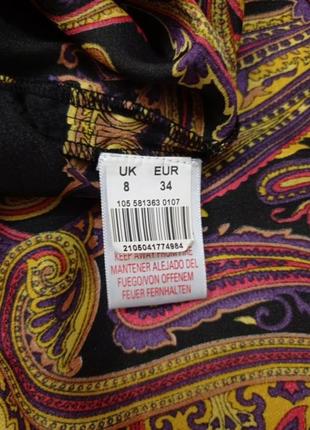 UK EUR
8 34
105 581363 0107
2105041774984
KEEP AWAY FROM FIRE
MANTENER ALEJADO DEL
FUEGO/VON OFFENEM
FEUER FERNHALTEN